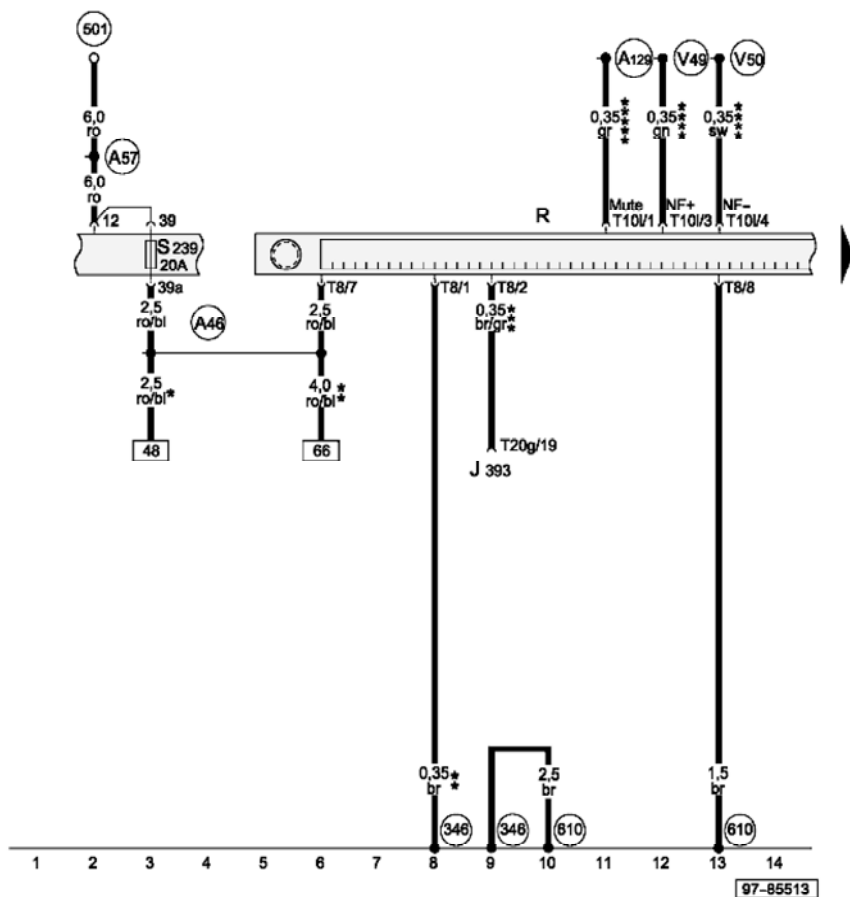 501
A129 V49 V50
6,0
ro
0,35 ****
gr
0,35 ****
gn
0,35 ****
sw
A57
6,0
ro
12 39
R
Mute
T10l/1
NF+
T10l/3
NF–
T10l/4
S 239
20A
39a
T8/7
T8/1
T8/2
T8/8
2,5
ro/bl
A46
2,5
ro/bl
0,35 ***
br/gr
2,5
ro/bl*
4,0
ro/bl **
48
66
T20g/19
J 393
0,35 **
br
2,5
br
1,5
br
346 346 610 610
1 2 3 4 5 6 7 8 9 10 11 12 13 14
97–85513